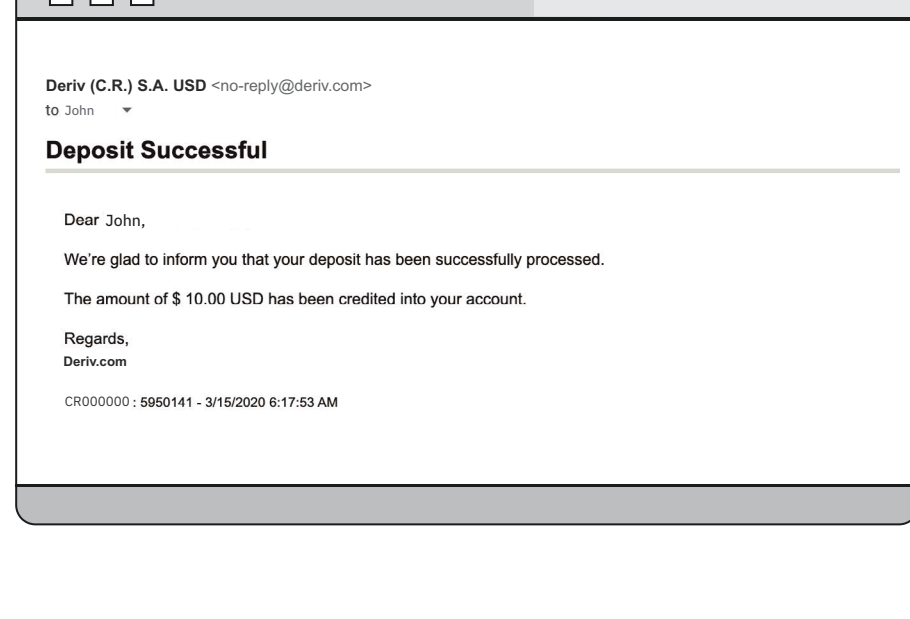 Deriv (C.R.) S.A. USD <no-reply@deriv.com>
to John
Deposit Successful
Dear John,
We're glad to inform you that your deposit has been successfully processed.
The amount of $ 10.00 USD has been credited into your account.
Regards,
Deriv.com
CR000000 : 5950141 - 3/15/2020 6:17:53 AM